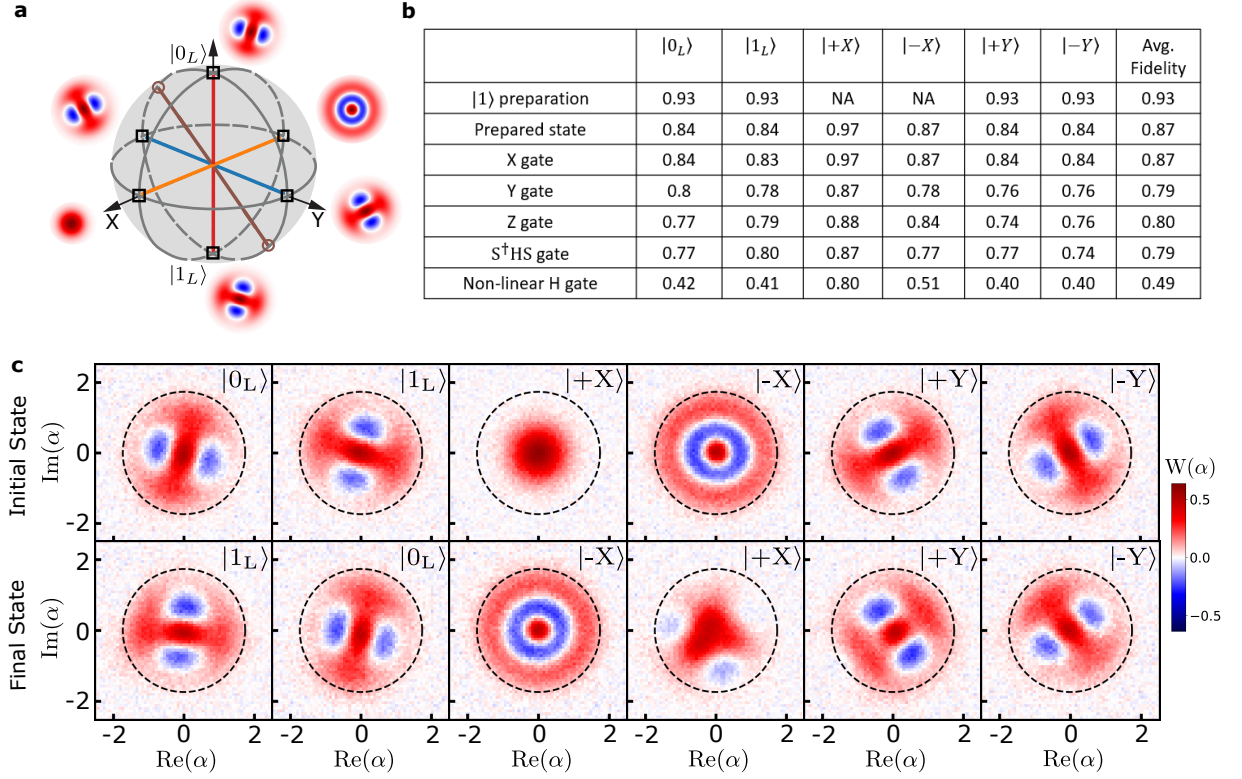 a
|0_L⟩
X
Y
|1_L⟩
b
|0_L⟩ |1_L⟩ |+X⟩ |−X⟩ |+Y⟩ |−Y⟩ Avg. Fidelity
|1⟩ preparation 0.93 0.93 NA NA 0.93 0.93 0.93
Prepared state 0.84 0.84 0.97 0.87 0.84 0.84 0.87
X gate 0.84 0.83 0.97 0.87 0.84 0.84 0.87
Y gate 0.8 0.78 0.87 0.78 0.76 0.76 0.79
Z gate 0.77 0.79 0.88 0.84 0.74 0.76 0.80
S†HS gate 0.77 0.80 0.87 0.77 0.77 0.74 0.79
Non-linear H gate 0.42 0.41 0.80 0.51 0.40 0.40 0.49
c
Initial State
Im(α)
2
0
-2
|0_L⟩ |1_L⟩ |+X⟩ |-X⟩ |+Y⟩ |-Y⟩
Final State
Im(α)
2
0
-2
|1_L⟩ |0_L⟩ |-X⟩ |+X⟩ |+Y⟩ |-Y⟩
-2 0 2 -2 0 2 -2 0 2 -2 0 2 -2 0 2 -2 0 2
Re(α) Re(α) Re(α) Re(α) Re(α) Re(α)
W(α)
0.5
0.0
−0.5